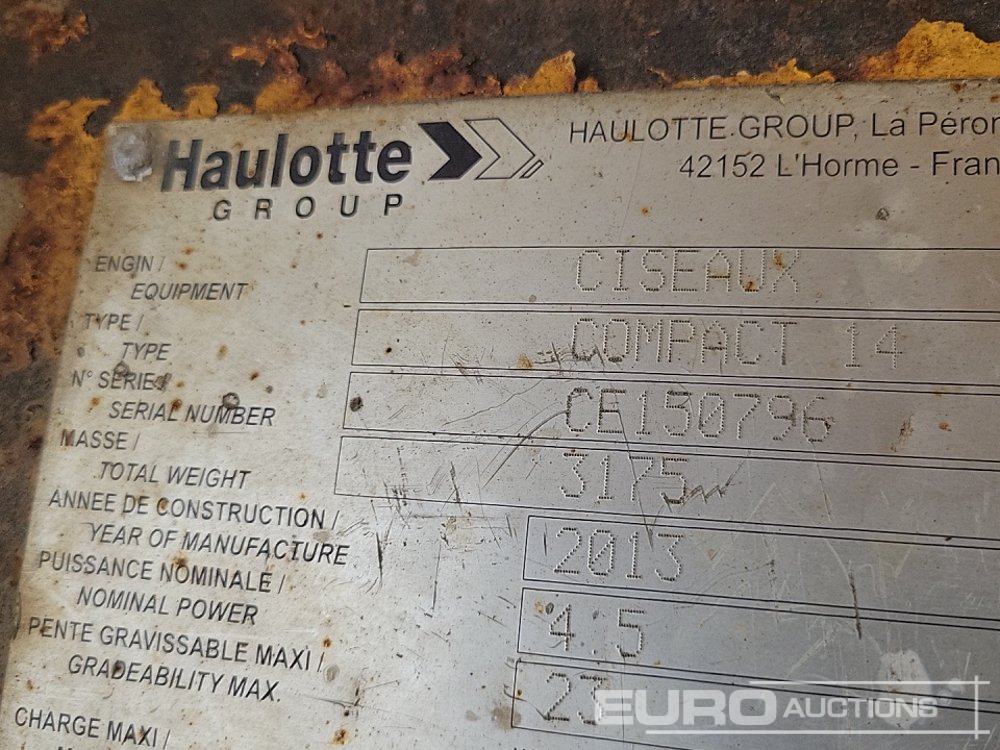 Haulotte
GROUP
HAULOTTE GROUP, La
42152 L'Horme -
ENGIN /
EQUIPMENT
CISEAUX
TYPE /
TYPE
COMPACT 14
N° SERIE /
SERIAL NUMBER
CE150796
MASSE /
TOTAL WEIGHT
3175
ANNEE DE CONSTRUCTION /
YEAR OF MANUFACTURE
2013
PUISSANCE NOMINALE /
NOMINAL POWER
4.5
PENTE GRAVISSABLE MAXI /
GRADEABILITY MAX.
23
CHARGE MAXI /
EURO AUCTIONS